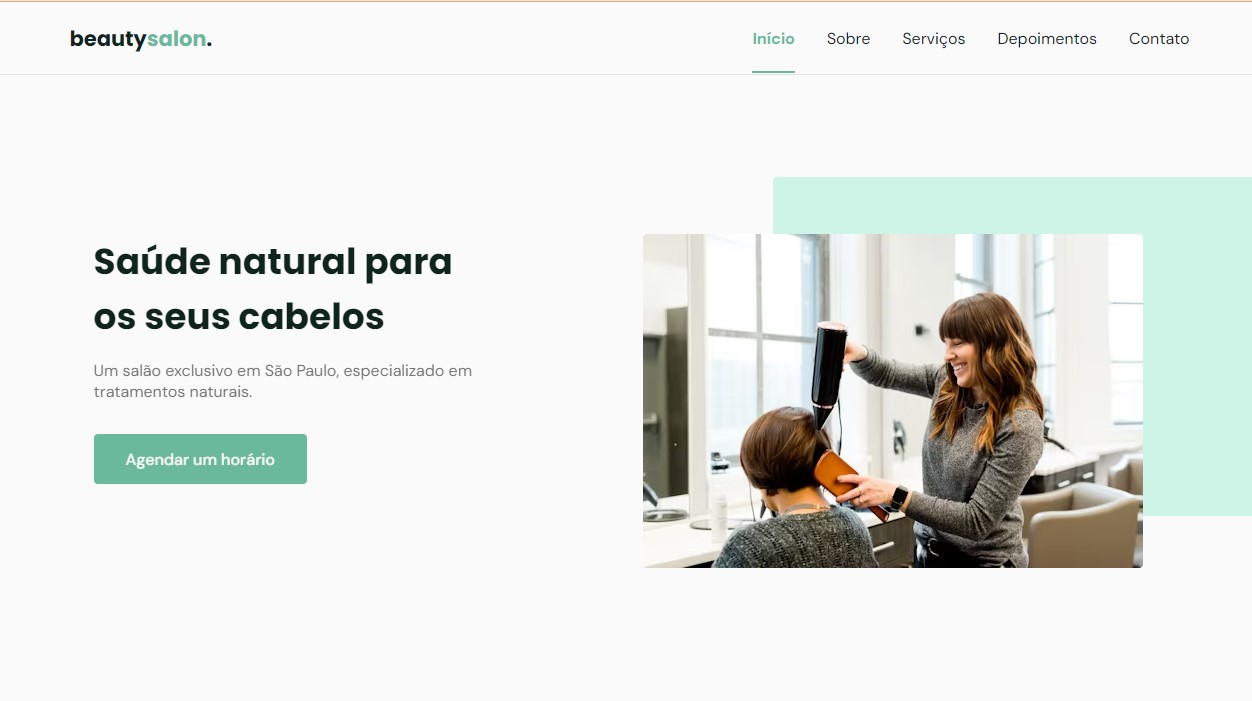 beautysalon.
Início
Sobre
Serviços
Depoimentos
Contato
Saúde natural para
os seus cabelos
Um salão exclusivo em São Paulo, especializado em
tratamentos naturais.
Agendar um horário